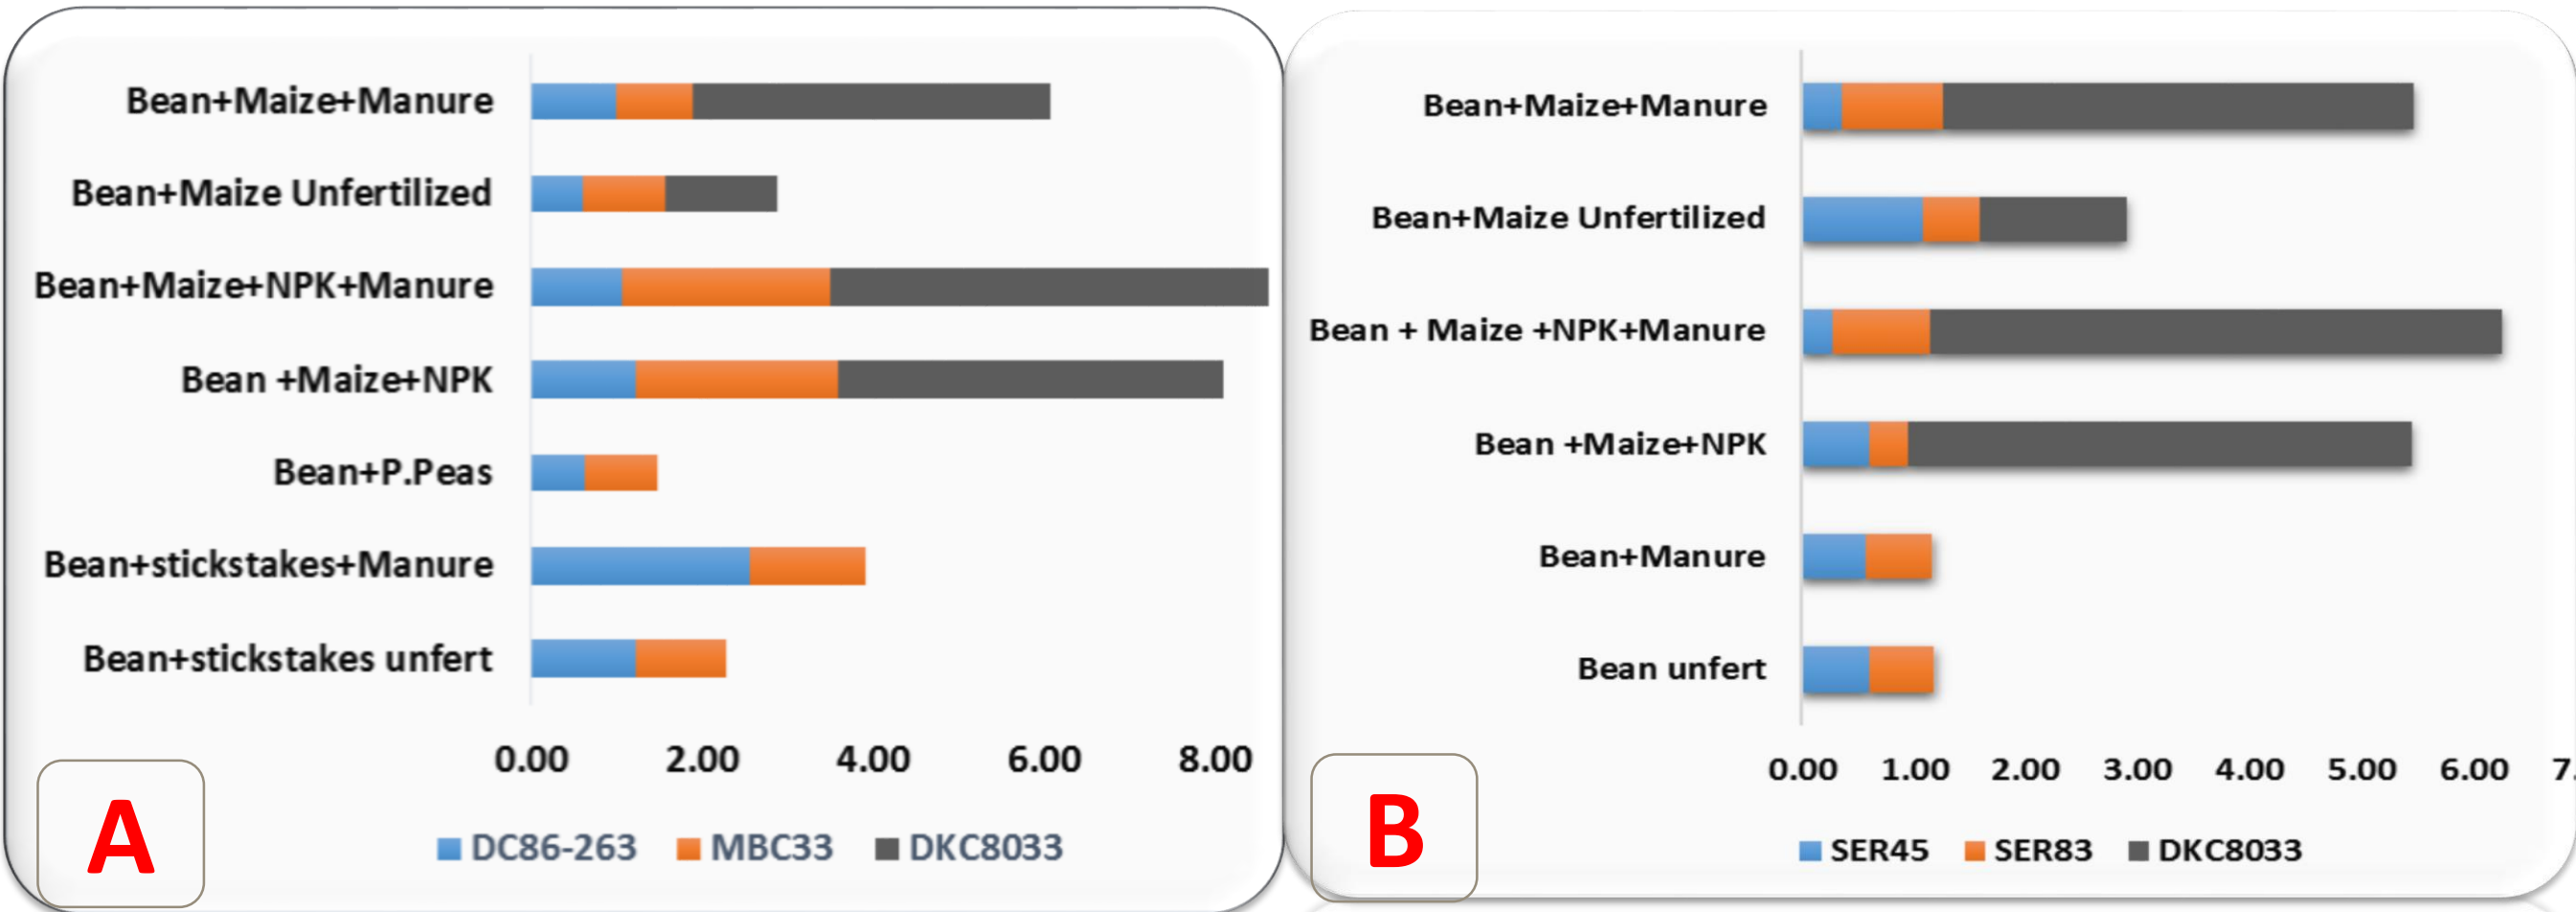 Bean+Maize+Manure
Bean+Maize Unfertilized
Bean+Maize+NPK+Manure
Bean +Maize+NPK
Bean+P.Peas
Bean+stickstakes+Manure
Bean+stickstakes unfert
0.00 2.00 4.00 6.00 8.00
DC86-263 MBC33 DKC8033
A
Bean+Maize+Manure
Bean+Maize Unfertilized
Bean + Maize +NPK+Manure
Bean +Maize+NPK
Bean+Manure
Bean unfert
0.00 1.00 2.00 3.00 4.00 5.00 6.00 7.
SER45 SER83 DKC8033
B